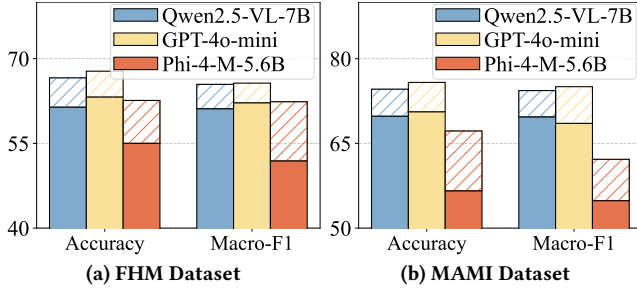 Qwen2.5-VL-7B
GPT-4o-mini
Phi-4-M-5.6B
70
55
40
Accuracy
Macro-F1
(a) FHM Dataset
Qwen2.5-VL-7B
GPT-4o-mini
Phi-4-M-5.6B
80
65
50
Accuracy
Macro-F1
(b) MAMI Dataset